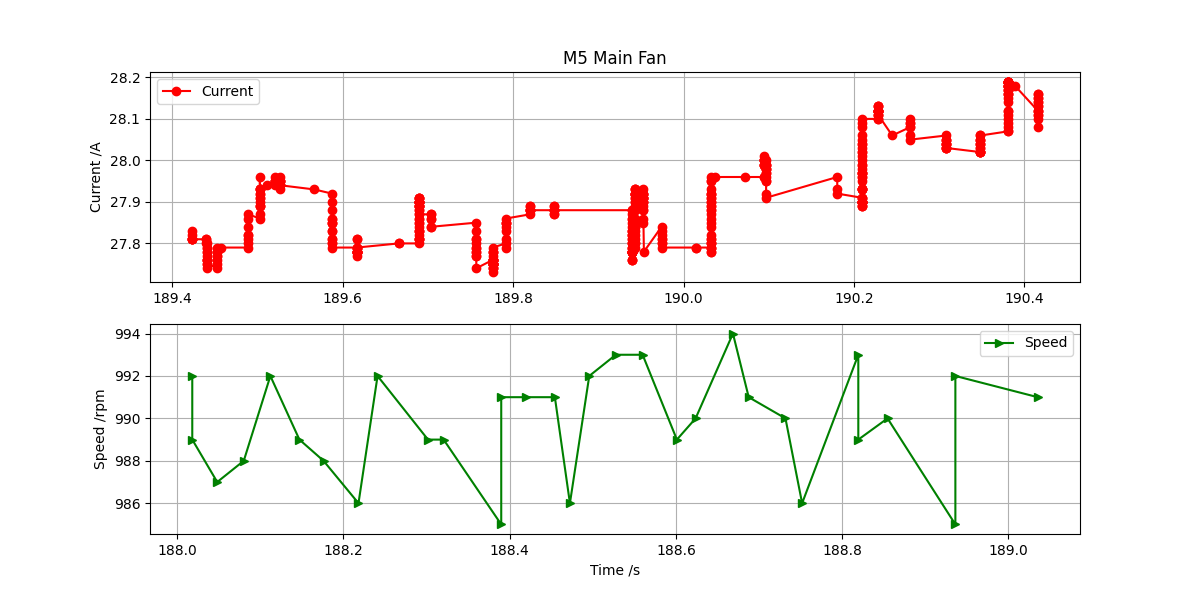 M5 Main Fan
28.2
28.1
28.0
27.9
27.8
Current /A
Current
189.4 189.6 189.8 190.0 190.2 190.4
994
992
990
988
986
Speed /rpm
Speed
188.0 188.2 188.4 188.6 188.8 189.0
Time /s